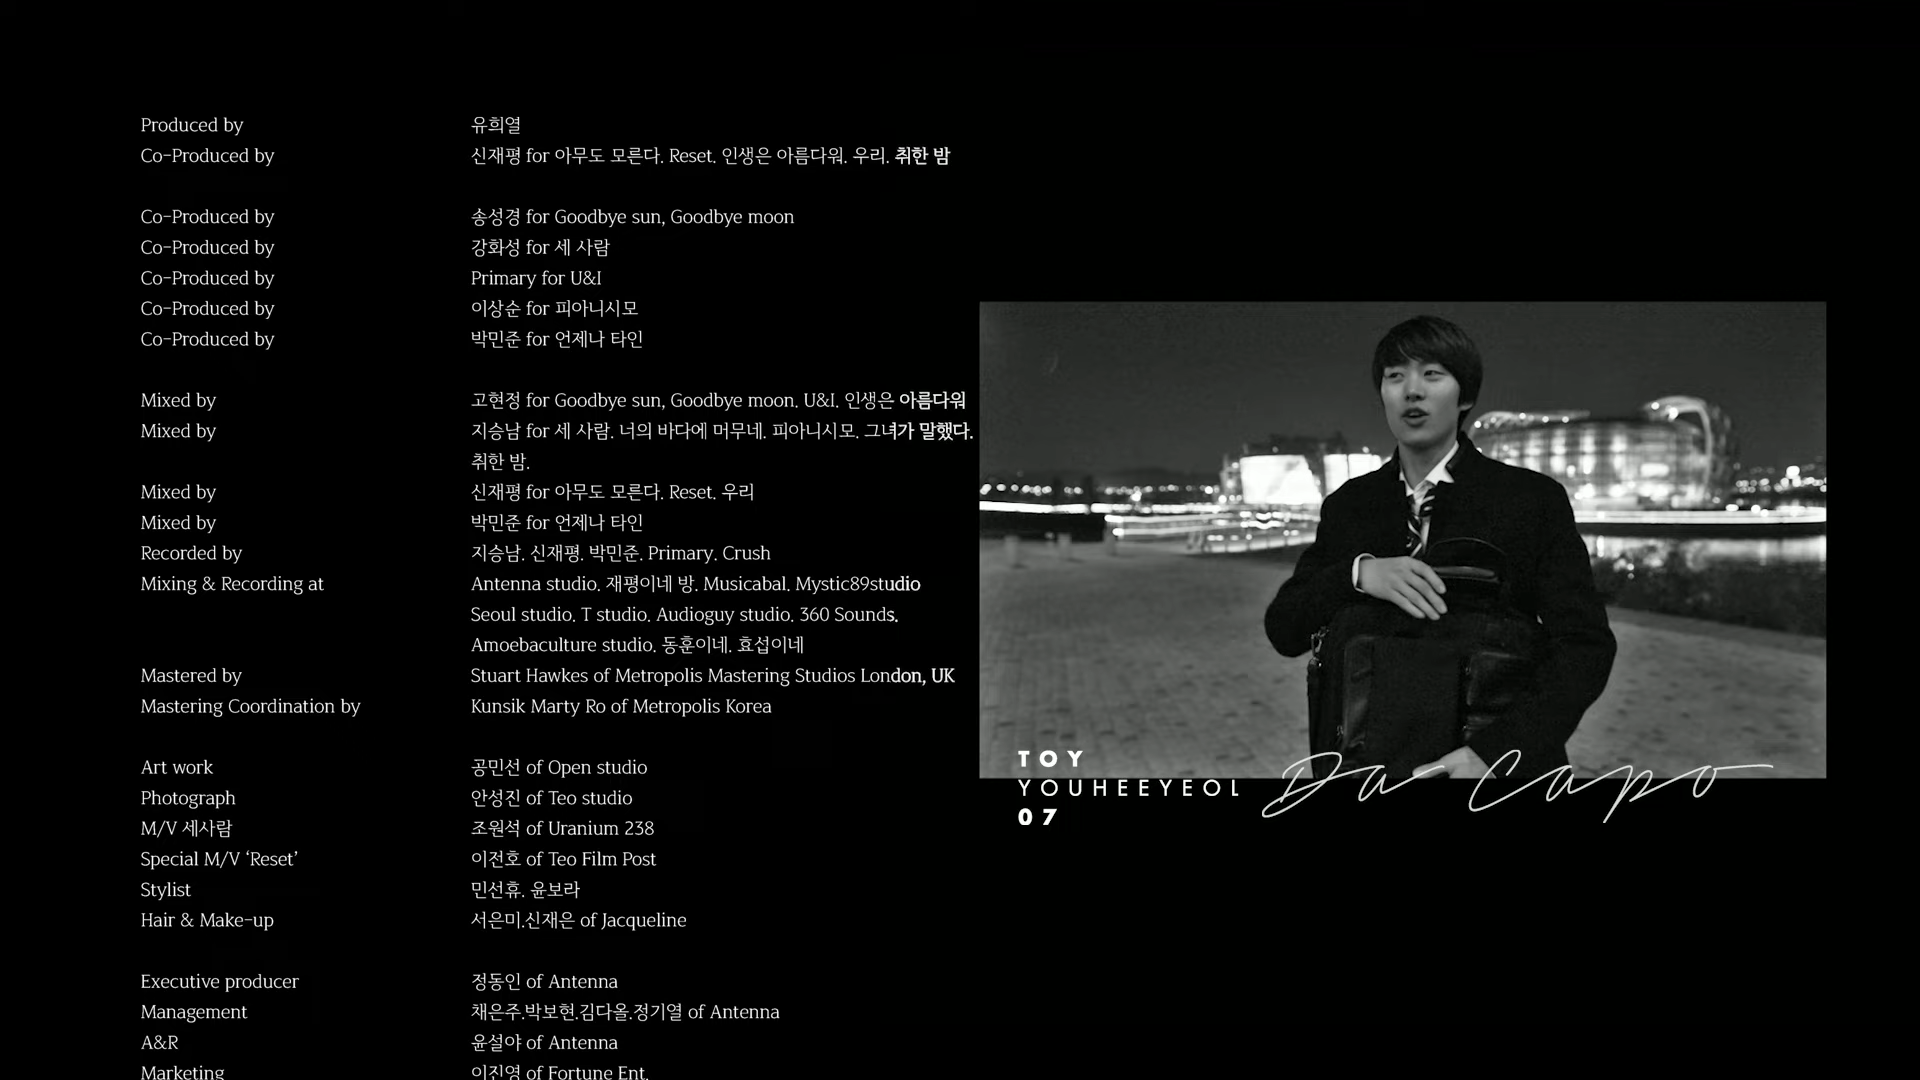 Produced by 유희열
Co-Produced by 신재평 for 아무도 모른다. Reset. 인생은 아름다워. 우리. 취한 밤
Co-Produced by 송성경 for Goodbye sun, Goodbye moon
Co-Produced by 강화성 for 세 사람
Co-Produced by Primary for U&I
Co-Produced by 이상순 for 피아니시모
Co-Produced by 박민준 for 언제나 타인
Mixed by 고현정 for Goodbye sun, Goodbye moon. U&I. 인생은 아름다워
Mixed by 지승남 for 세 사람. 너의 바다에 머무네. 피아니시모. 그녀가 말했다.
취한 밤.
Mixed by 신재평 for 아무도 모른다. Reset. 우리
Mixed by 박민준 for 언제나 타인
Recorded by 지승남. 신재평. 박민준. Primary. Crush
Mixing & Recording at Antenna studio. 재평이네 방. Musicabal. Mystic89studio
Seoul studio. T studio. Audioguy studio. 360 Sounds.
Amoebaculture studio. 동훈이네. 효섭이네
Mastered by Stuart Hawkes of Metropolis Mastering Studios London, UK
Mastering Coordination by Kunsik Marty Ro of Metropolis Korea
Art work 공민선 of Open studio
Photograph 안성진 of Teo studio
M/V 세사람 조원석 of Uranium 238
Special M/V ‘Reset’ 이전호 of Teo Film Post
Stylist 민선휴. 윤보라
Hair & Make-up 서은미.신재은 of Jacqueline
Executive producer 정동인 of Antenna
Management 채은주.박보현.김다올.정기열 of Antenna
A&R 윤설야 of Antenna
Marketing 이진영 of Fortune Ent.
TOY
YOUHEEYEOL
07
Da Capo